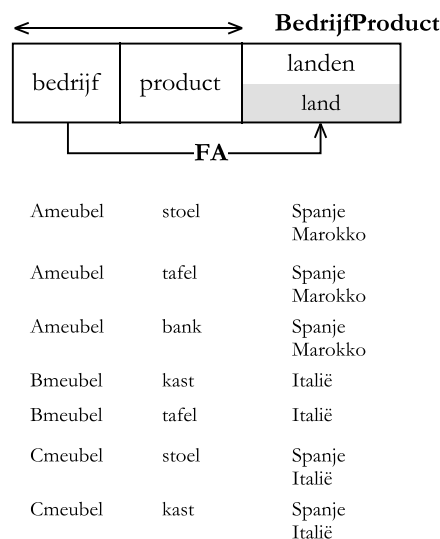 BedrijfProduct
bedrijf product landen
land
FA
Ameubel stoel Spanje
Marokko
Ameubel tafel Spanje
Marokko
Ameubel bank Spanje
Marokko
Bmeubel kast Italië
Bmeubel tafel Italië
Cmeubel stoel Spanje
Italië
Cmeubel kast Spanje
Italië